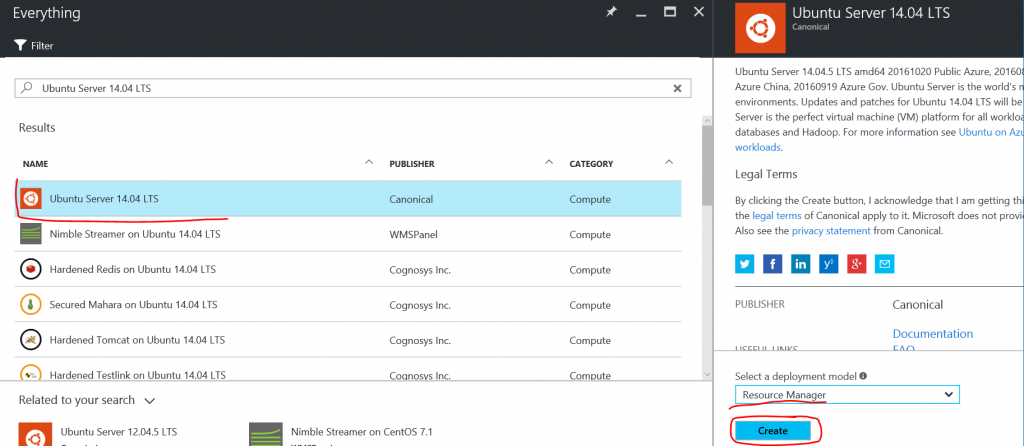 Everything
Filter
Ubuntu Server 14.04 LTS
Results
NAME PUBLISHER CATEGORY
Ubuntu Server 14.04 LTS Canonical Compute
Nimble Streamer on Ubuntu 14.04 LTS WMSPanel Compute
Hardened Redis on Ubuntu 14.04 LTS Cognosys Inc. Compute
Secured Mahara on Ubuntu 14.04 LTS Cognosys Inc. Compute
Hardened Tomcat on Ubuntu 14.04 LTS Cognosys Inc. Compute
Hardened Testlink on Ubuntu 14.04 LTS Cognosys Inc. Compute
Related to your search
Ubuntu Server 12.04.5 LTS Nimble Streamer on CentOS 7.1
Ubuntu Server 14.04 LTS
Canonical
Ubuntu Server 14.04.5 LTS amd64 20161020 Public Azure, 201608
Azure China, 20160919 Azure Gov. Ubuntu Server is the world's m
environments. Updates and patches for Ubuntu 14.04 LTS will be
Server is the perfect virtual machine (VM) platform for all workloa
databases and Hadoop. For more information see Ubuntu on Azu
workloads.
Legal Terms
By clicking the Create button, I acknowledge that I am getting thi
the legal terms of Canonical apply to it. Microsoft does not provid
Also see the privacy statement from Canonical.
PUBLISHER Canonical
Documentation
USEFUL LINKS FAQ
Select a deployment model
Resource Manager
Create